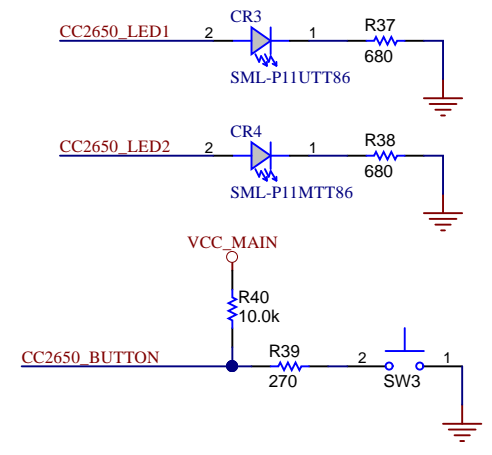 CR3
CC2650_LED1 2 1 R37
680
SML-P11UTT86
CR4
CC2650_LED2 2 1 R38
680
SML-P11MTT86
VCC_MAIN
R40
10.0k
CC2650_BUTTON R39 2 1
270 SW3